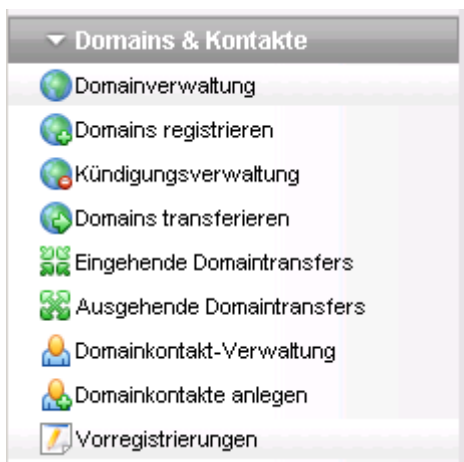 Domains & Kontakte
Domainverwaltung
Domains registrieren
Kündigungsverwaltung
Domains transferieren
Eingehende Domaintransfers
Ausgehende Domaintransfers
Domainkontakt-Verwaltung
Domainkontakte anlegen
Vorregistrierungen